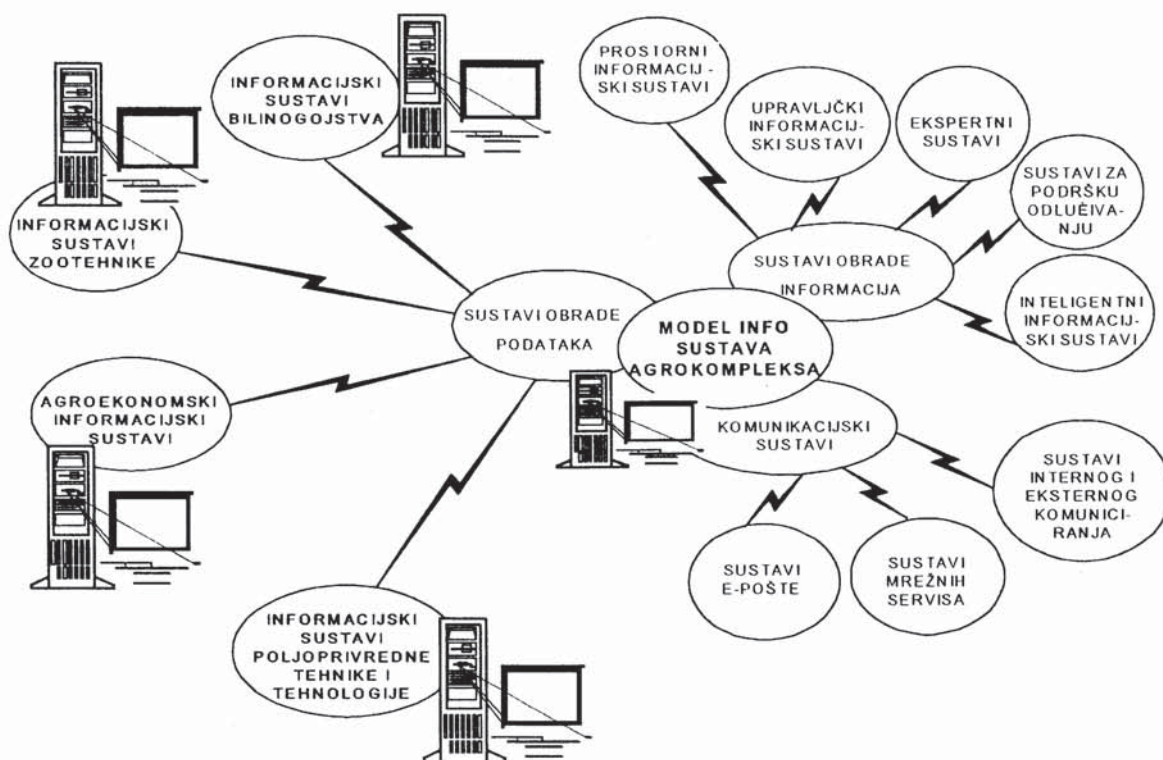 INFORMACIJSKI
SUSTAVI
BILINOGOJSTVA
PROSTORNI
INFORMACIJ -
SKI SUSTAVI
UPRAVLJČKI
INFORMACIJ-
SKI SUSTAVI
EKSPERTNI
SUSTAVI
SUSTAVI ZA
PODRŠKU
ODLUČIVA-
NJU
INFORMACIJSKI
SUSTAVI
ZOOTEHNIKE
SUSTAVI OBRADE
INFORMACIJA
INTELIGENTNI
INFORMACIJ-
SKI SUSTAVI
SUSTAVI OBRADE
PODATAKA
MODEL INFO
SUSTAVA
AGROKOMPLEKSA
AGROEKONOMSKI
INFORMACIJSKI
SUSTAVI
KOMUNIKACIJSKI
SUSTAVI
SUSTAVI
INTERNOG I
EKSTERNOG
KOMUNICI-
RANJA
SUSTAVI
E-POŠTE
SUSTAVI
MREŽNIH
SERVISA
INFORMACIJSKI
SUSTAVI
POLJOPRIVREDNE
TEHNIKE I
TEHNOLOGIJE